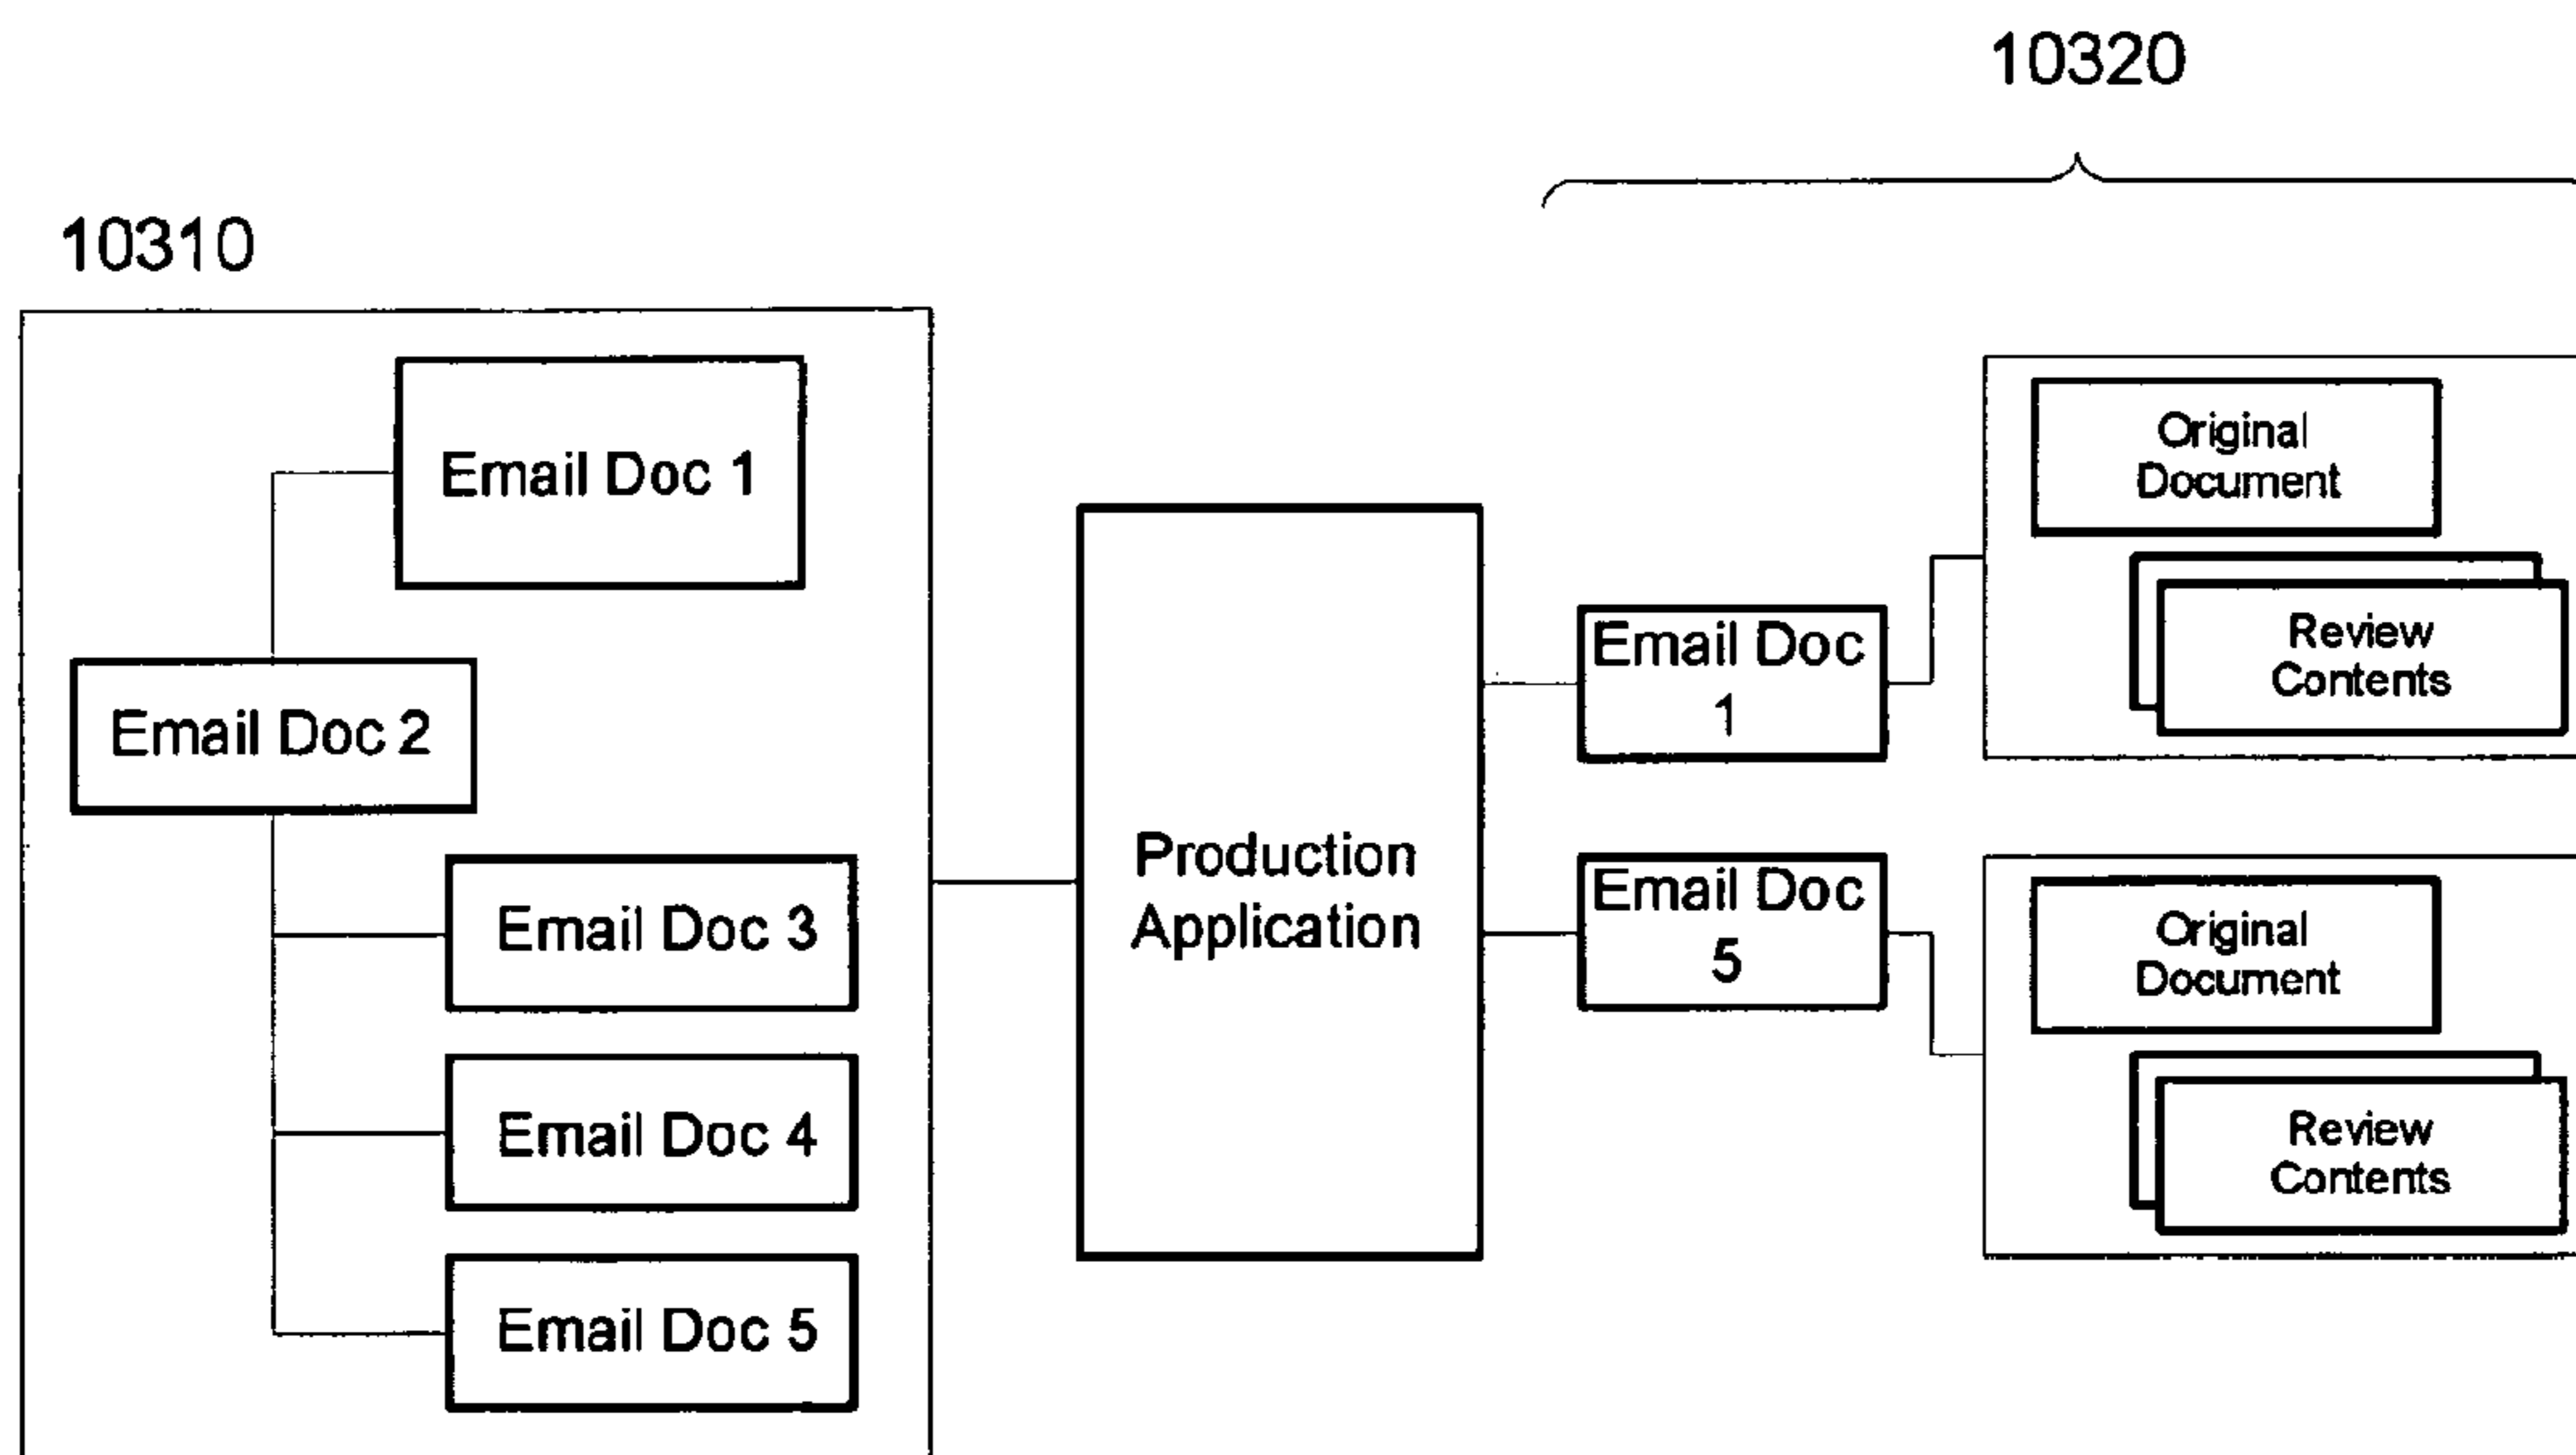 10320
10310
Email Doc 1
Email Doc 2
Email Doc 3
Email Doc 4
Email Doc 5
Production
Application
Email Doc
1
Email Doc
5
Original
Document
Review
Contents
Original
Document
Review
Contents